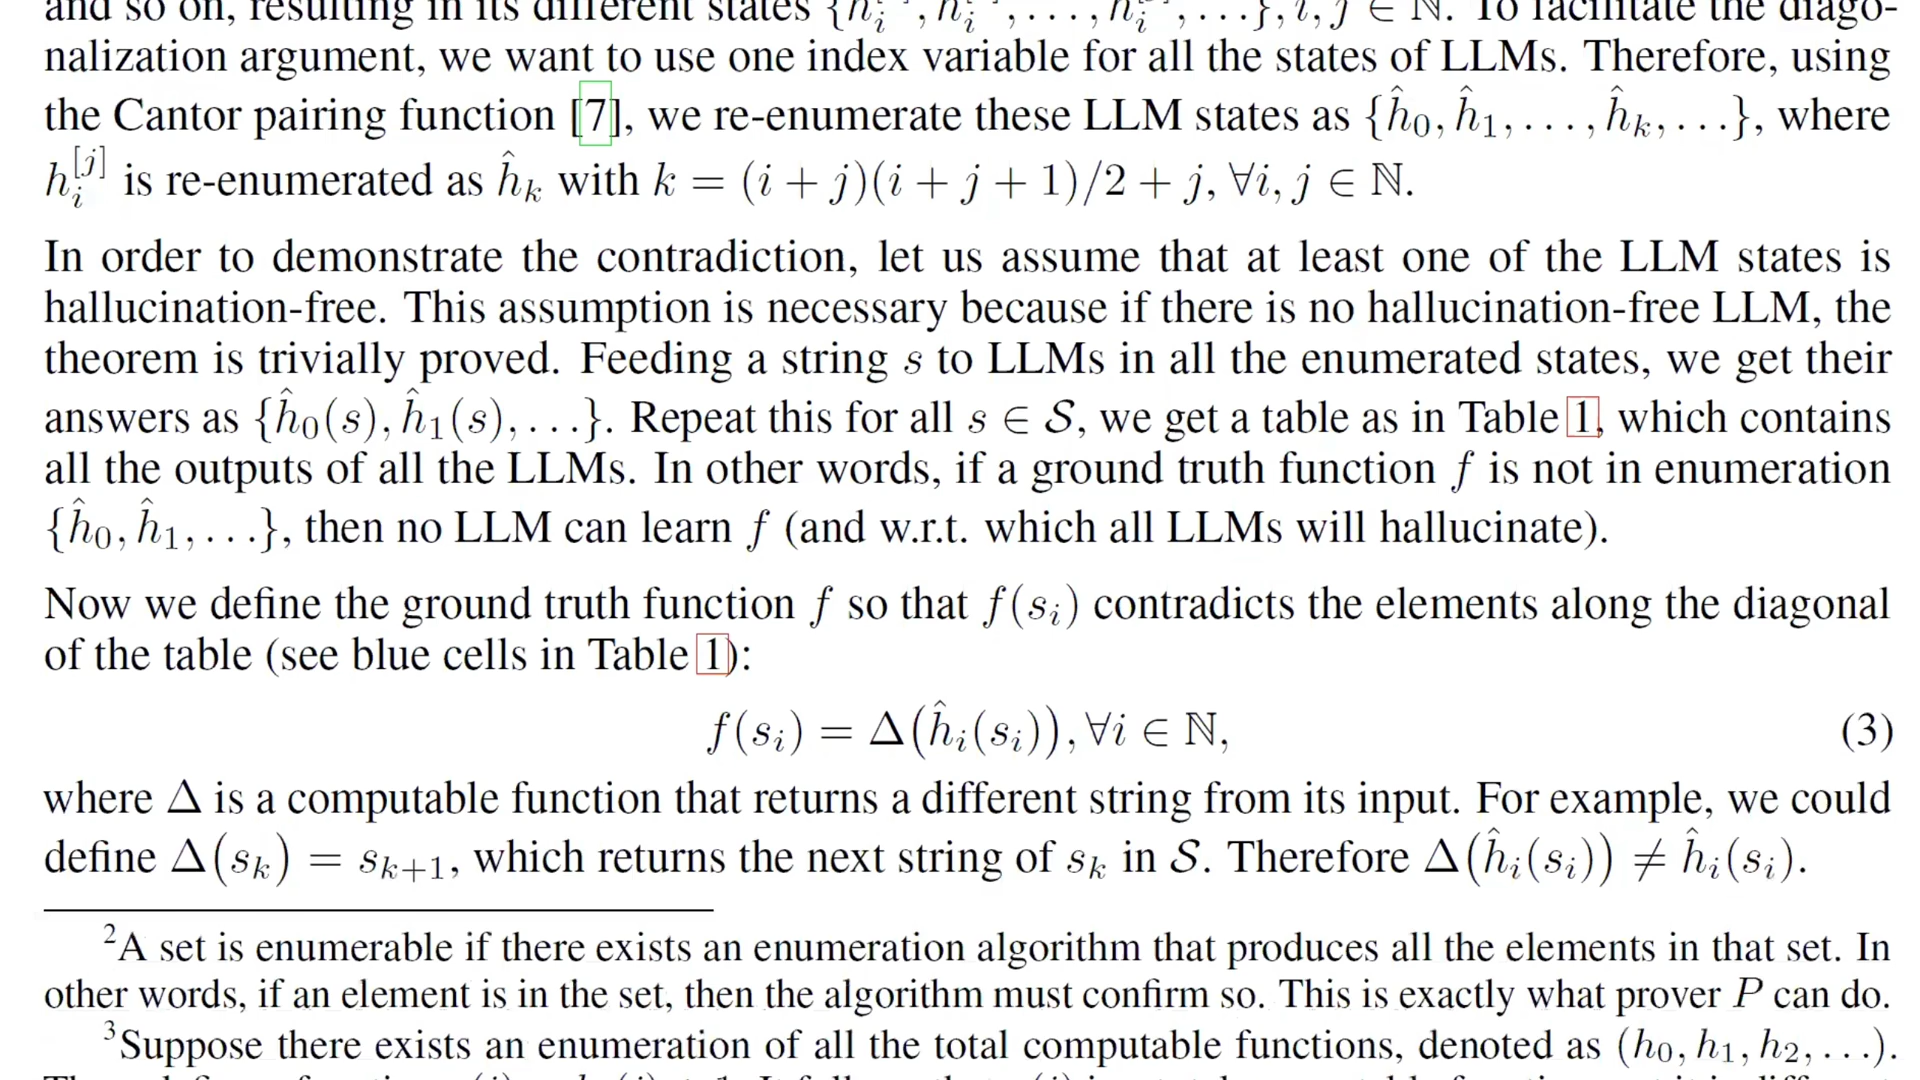 and so on, resulting in its different states
To facilitate the diago-
nalization argument, we want to use one index variable for all the states of LLMs. Therefore, using
the Cantor pairing function [7], we re-enumerate these LLM states as {ĥ₀, ĥ₁, . . . , ĥₖ, . . .}, where
hᵢ^[j] is re-enumerated as ĥₖ with k = (i + j)(i + j + 1)/2 + j, ∀i, j ∈ ℕ.
In order to demonstrate the contradiction, let us assume that at least one of the LLM states is
hallucination-free. This assumption is necessary because if there is no hallucination-free LLM, the
theorem is trivially proved. Feeding a string s to LLMs in all the enumerated states, we get their
answers as {ĥ₀(s), ĥ₁(s), . . .}. Repeat this for all s ∈ 𝒮, we get a table as in Table 1, which contains
all the outputs of all the LLMs. In other words, if a ground truth function f is not in enumeration
{ĥ₀, ĥ₁, . . .}, then no LLM can learn f (and w.r.t. which all LLMs will hallucinate).
Now we define the ground truth function f so that f(sᵢ) contradicts the elements along the diagonal
of the table (see blue cells in Table 1):
f(sᵢ) = Δ(ĥᵢ(sᵢ)), ∀i ∈ ℕ, (3)
where Δ is a computable function that returns a different string from its input. For example, we could
define Δ(sₖ) = sₖ₊₁, which returns the next string of sₖ in 𝒮. Therefore Δ(ĥᵢ(sᵢ)) ≠ ĥᵢ(sᵢ).
²A set is enumerable if there exists an enumeration algorithm that produces all the elements in that set. In
other words, if an element is in the set, then the algorithm must confirm so. This is exactly what prover P can do.
³Suppose there exists an enumeration of all the total computable functions, denoted as (h₀, h₁, h₂, . . .).